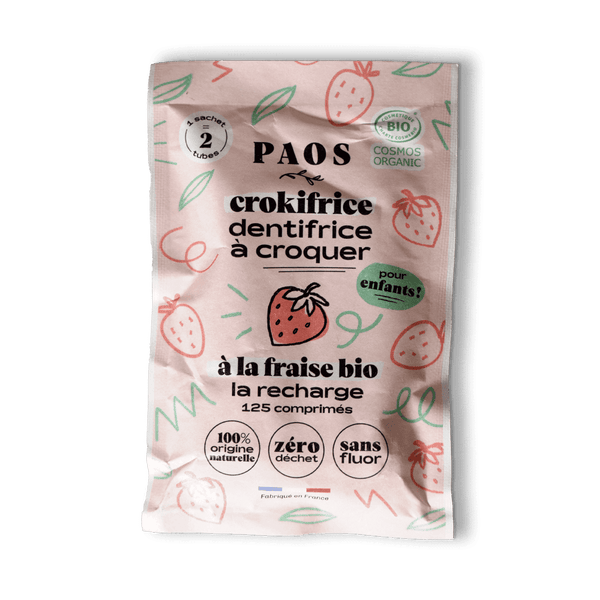 1 sachet
=
2
tubes
COSMÉTIQUE
BIO
COSMOS
ORGANIC
PAOS
crokifrice
dentifrice
à croquer
pour
enfants!
à la fraise bio
la recharge
125 comprimés
100%
origine
naturelle
zéro
déchet
sans
fluor
Fabriqué en France